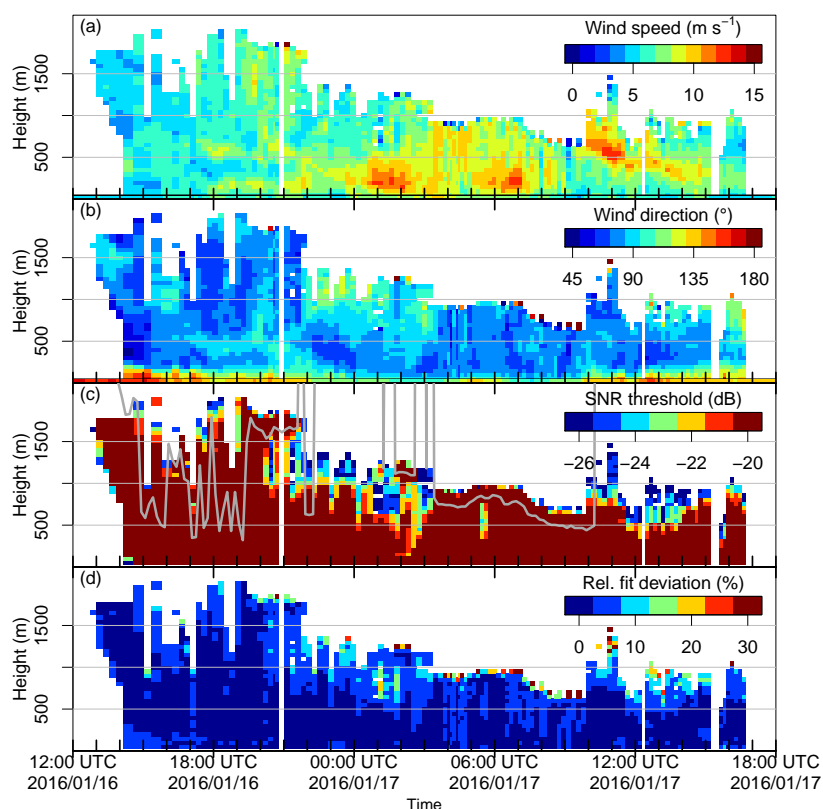 (a)
Wind speed (m s⁻¹)
0 5 10 15
Height (m)
500 1500
(b)
Wind direction (°)
45 90 135 180
Height (m)
500 1500
(c)
SNR threshold (dB)
−26 −24 −22 −20
Height (m)
500 1500
(d)
Rel. fit deviation (%)
0 10 20 30
Height (m)
500 1500
12:00 UTC 18:00 UTC 00:00 UTC 06:00 UTC 12:00 UTC 18:00 UTC
2016/01/16 2016/01/16 2016/01/17 2016/01/17 2016/01/17 2016/01/17
Time